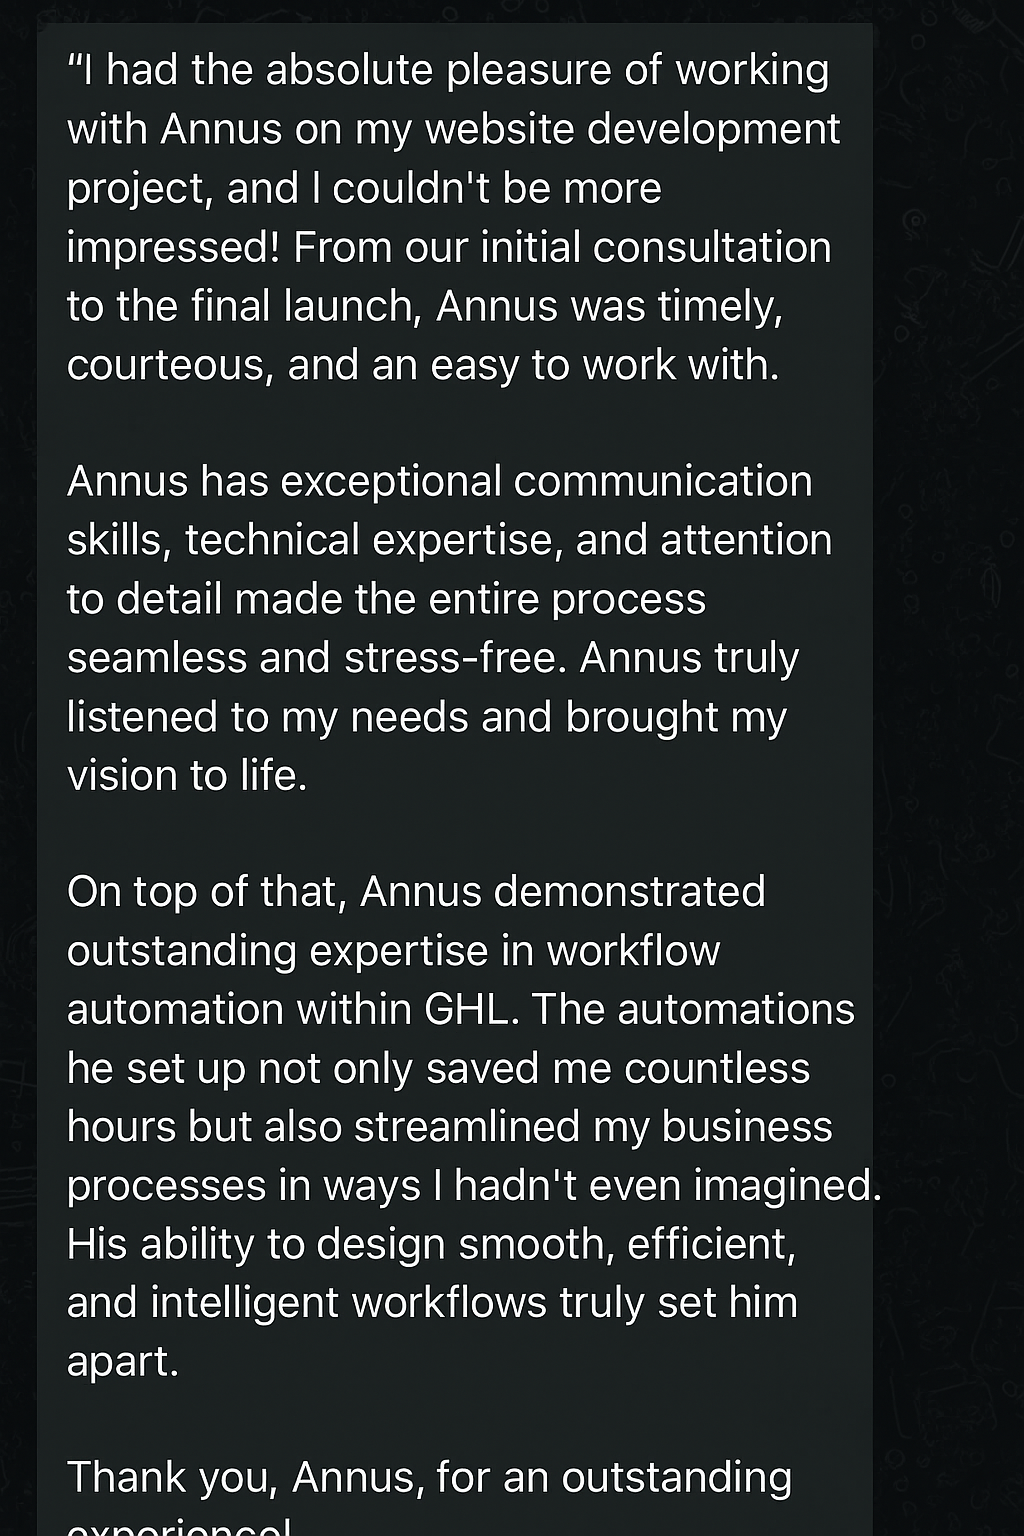 “I had the absolute pleasure of working
with Annus on my website development
project, and I couldn't be more
impressed! From our initial consultation
to the final launch, Annus was timely,
courteous, and an easy to work with.
Annus has exceptional communication
skills, technical expertise, and attention
to detail made the entire process
seamless and stress-free. Annus truly
listened to my needs and brought my
vision to life.
On top of that, Annus demonstrated
outstanding expertise in workflow
automation within GHL. The automations
he set up not only saved me countless
hours but also streamlined my business
processes in ways I hadn't even imagined.
His ability to design smooth, efficient,
and intelligent workflows truly set him
apart.
Thank you, Annus, for an outstanding
experience!